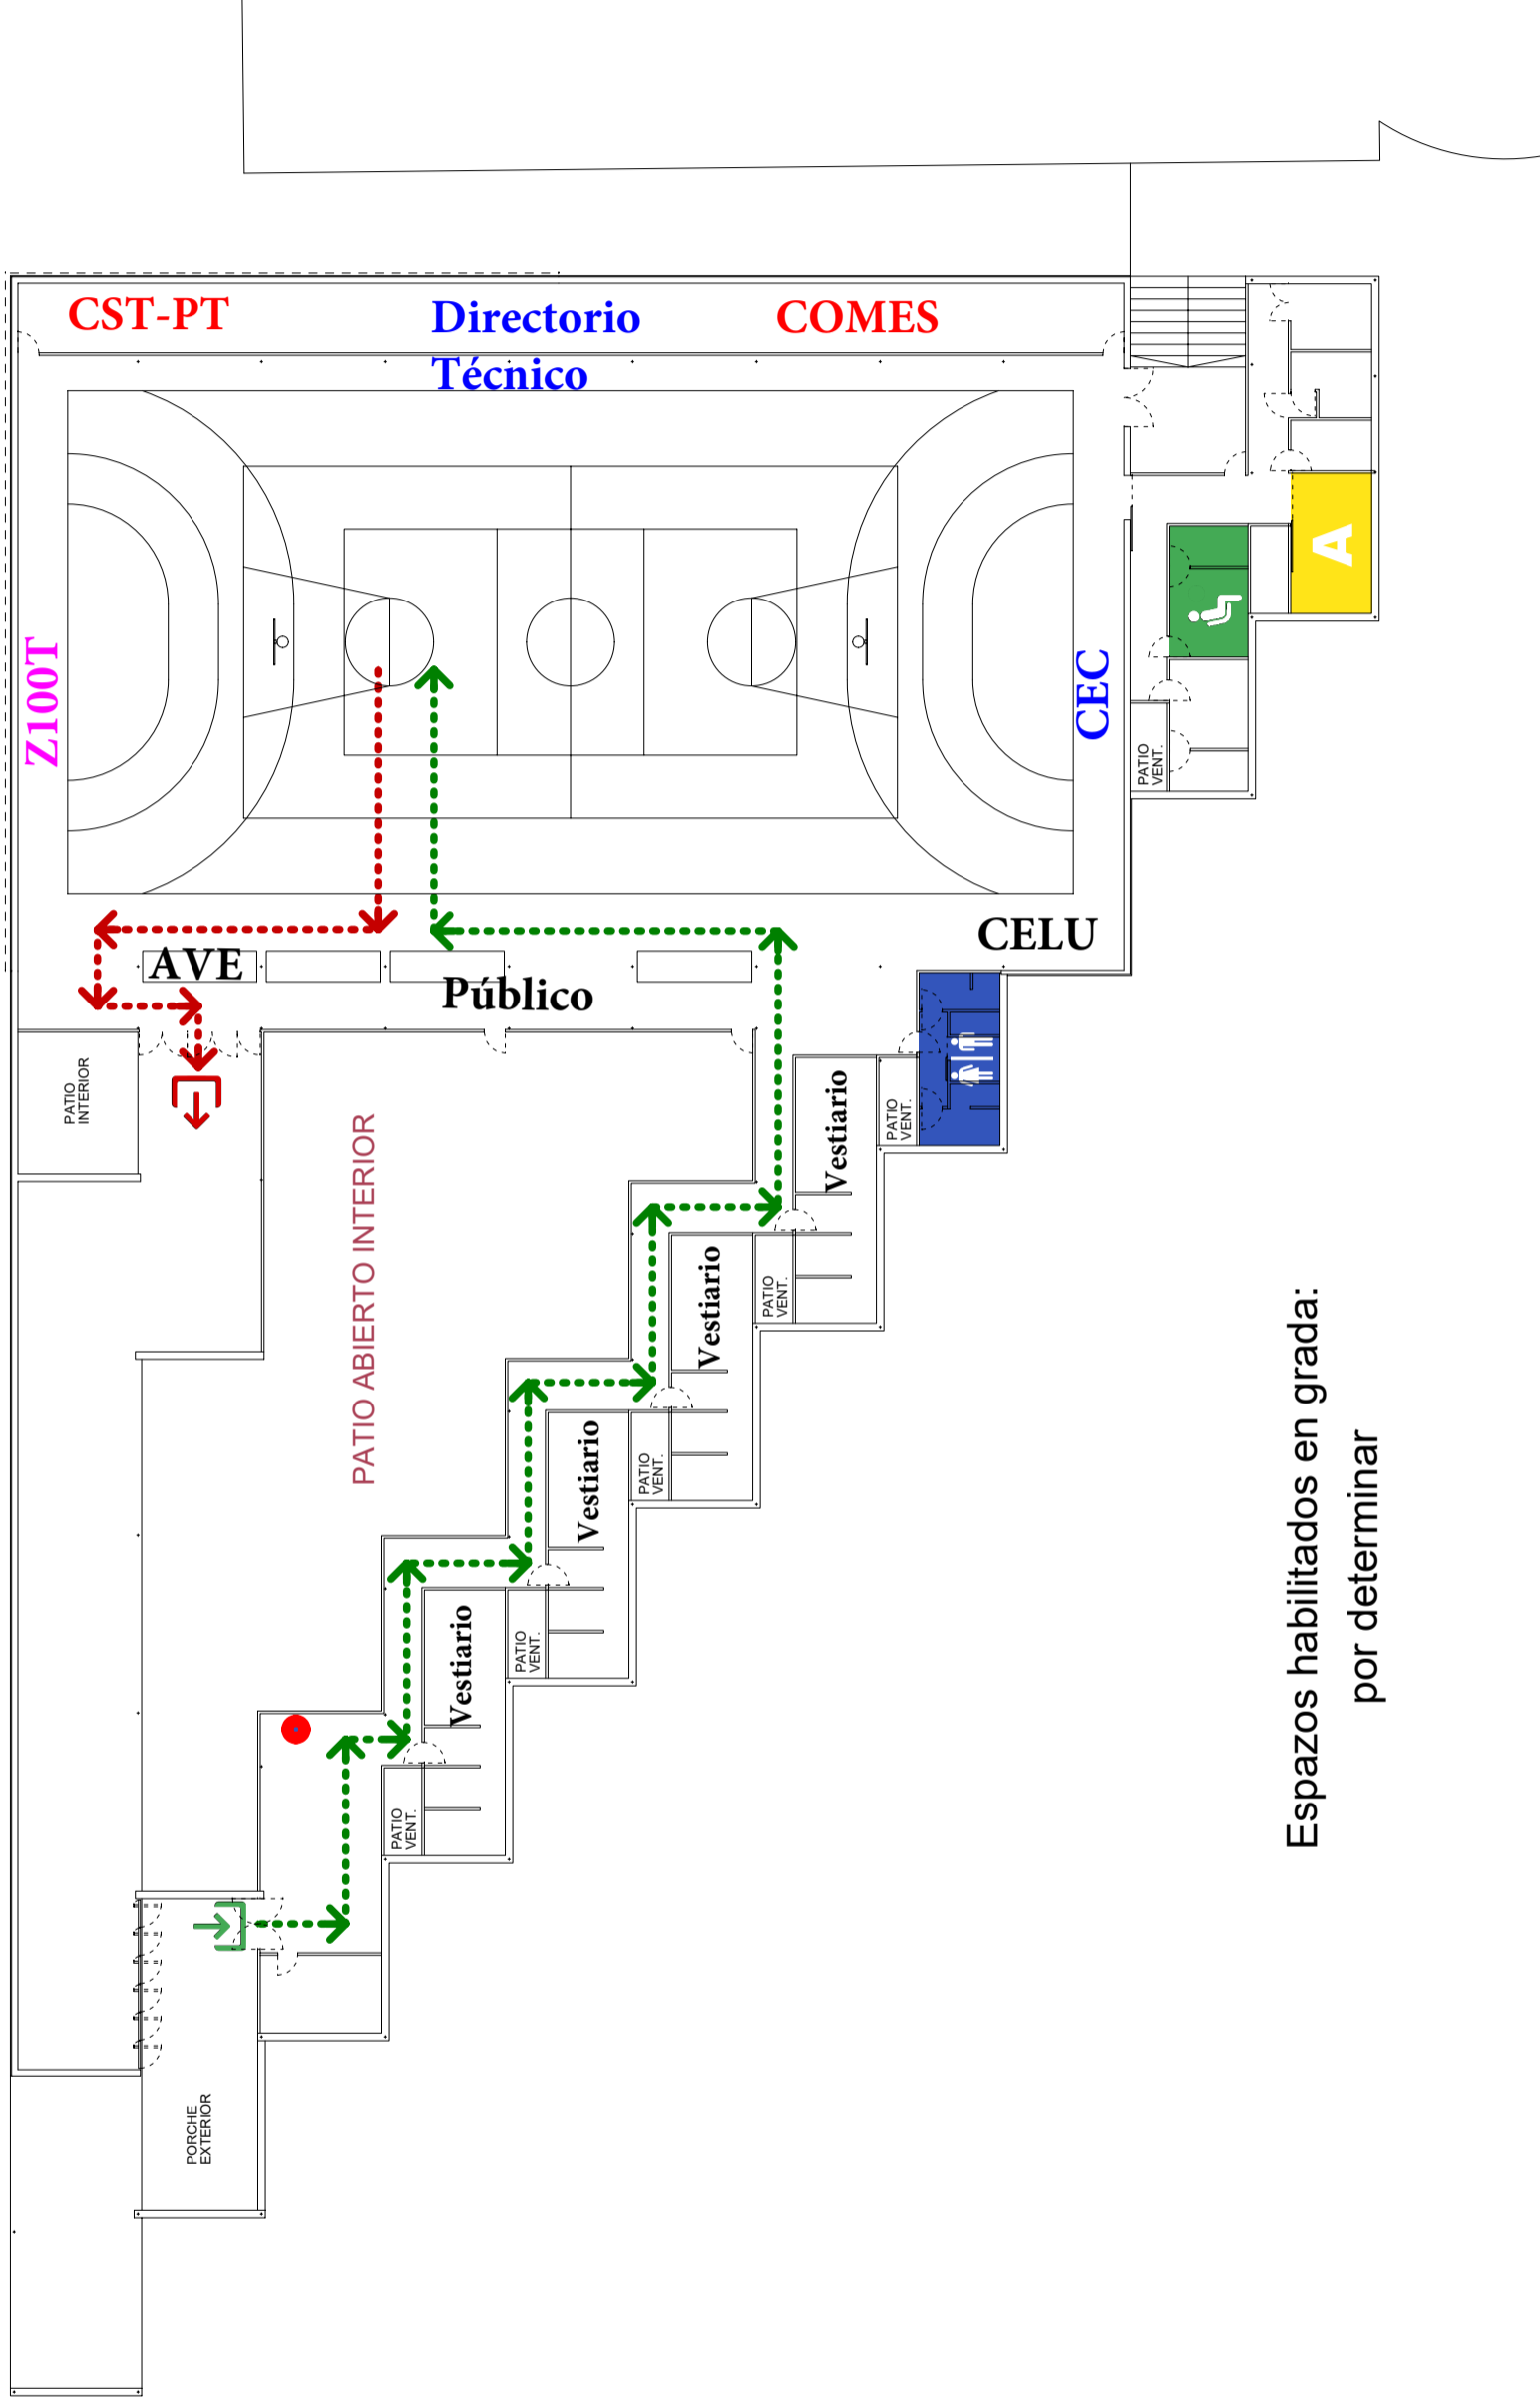 CST-PT
Directorio
Técnico
COMES
A
Z100T
CEC
PATIO
VENT.
CELU
AVE
Público
PATIO
INTERIOR
PATIO ABIERTO INTERIOR
Vestiario
PATIO
VENT.
Vestiario
PATIO
VENT.
Vestiario
PATIO
VENT.
Vestiario
PATIO
VENT.
PATIO
VENT.
PORCHE
EXTERIOR
Espazos habilitados en grada:
por determinar